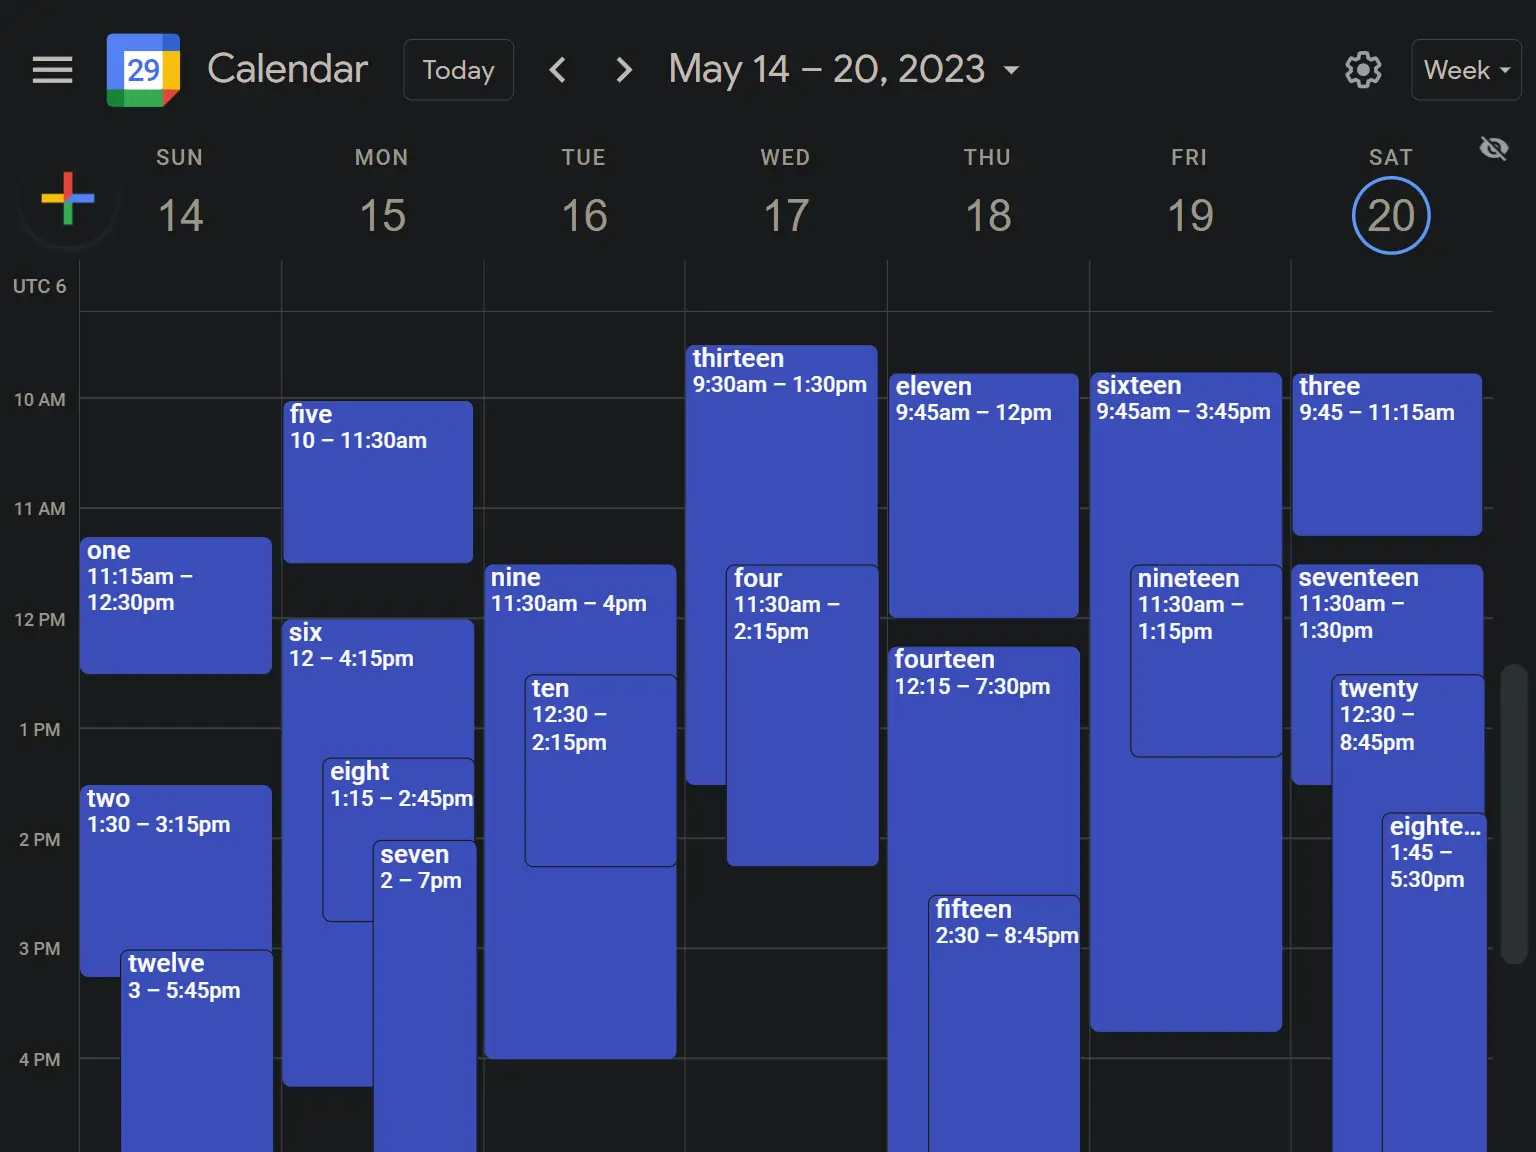 29 Calendar Today May 14 – 20, 2023 Week
SUN MON TUE WED THU FRI SAT
14 15 16 17 18 19 20
UTC 6
10 AM
11 AM
12 PM
1 PM
2 PM
3 PM
4 PM
one
11:15am –
12:30pm
two
1:30 – 3:15pm
twelve
3 – 5:45pm
five
10 – 11:30am
six
12 – 4:15pm
eight
1:15 – 2:45pm
seven
2 – 7pm
nine
11:30am – 4pm
ten
12:30 –
2:15pm
thirteen
9:30am – 1:30pm
four
11:30am –
2:15pm
eleven
9:45am – 12pm
fourteen
12:15 – 7:30pm
fifteen
2:30 – 8:45pm
sixteen
9:45am – 3:45pm
nineteen
11:30am –
1:15pm
three
9:45 – 11:15am
seventeen
11:30am –
1:30pm
twenty
12:30 –
8:45pm
eighte...
1:45 –
5:30pm